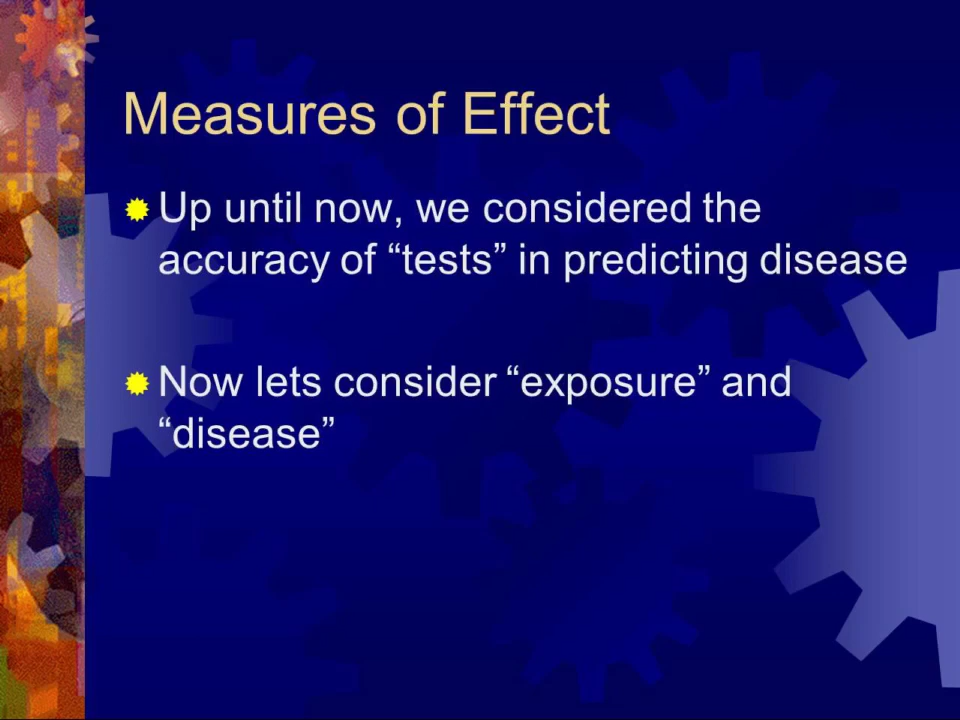 Measures of Effect
Up until now, we considered the
accuracy of “tests” in predicting disease
Now lets consider “exposure” and
“disease”